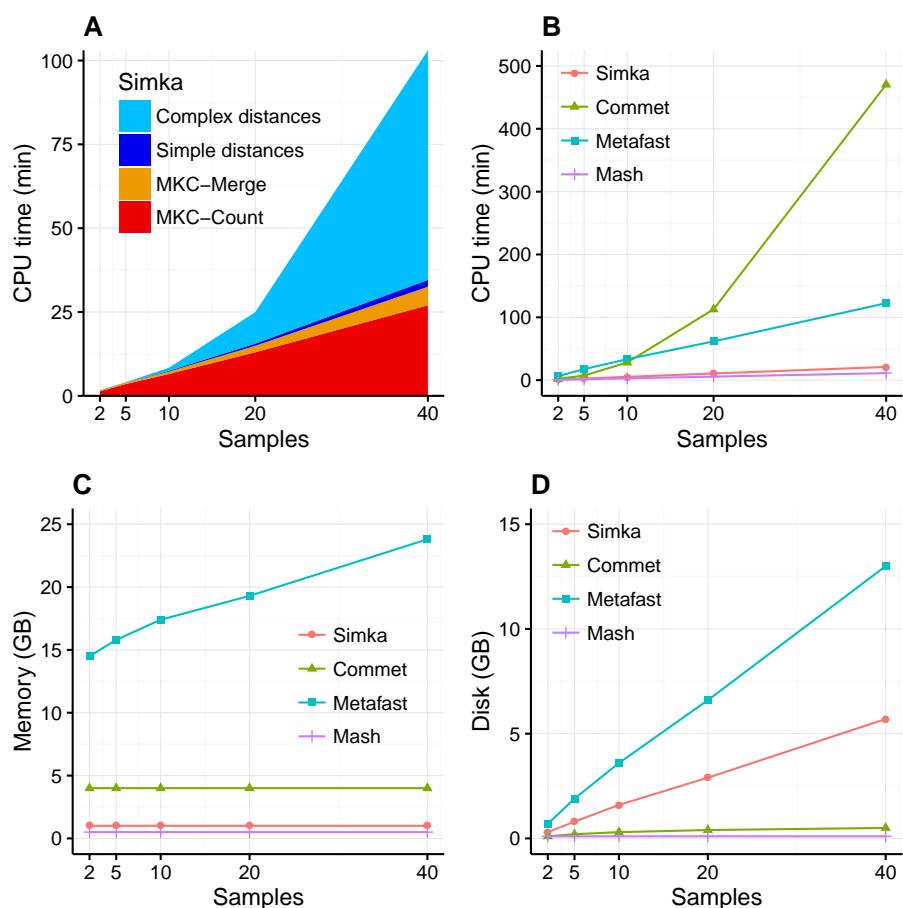 A
CPU time (min)
100
75
50
25
0
Simka
Complex distances
Simple distances
MKC−Merge
MKC−Count
2 5 10 20 40
Samples
B
CPU time (min)
500
400
300
200
100
0
Simka
Commet
Metafast
Mash
2 5 10 20 40
Samples
C
Memory (GB)
25
20
15
10
5
0
Simka
Commet
Metafast
Mash
2 5 10 20 40
Samples
D
Disk (GB)
15
10
5
0
Simka
Commet
Metafast
Mash
2 5 10 20 40
Samples